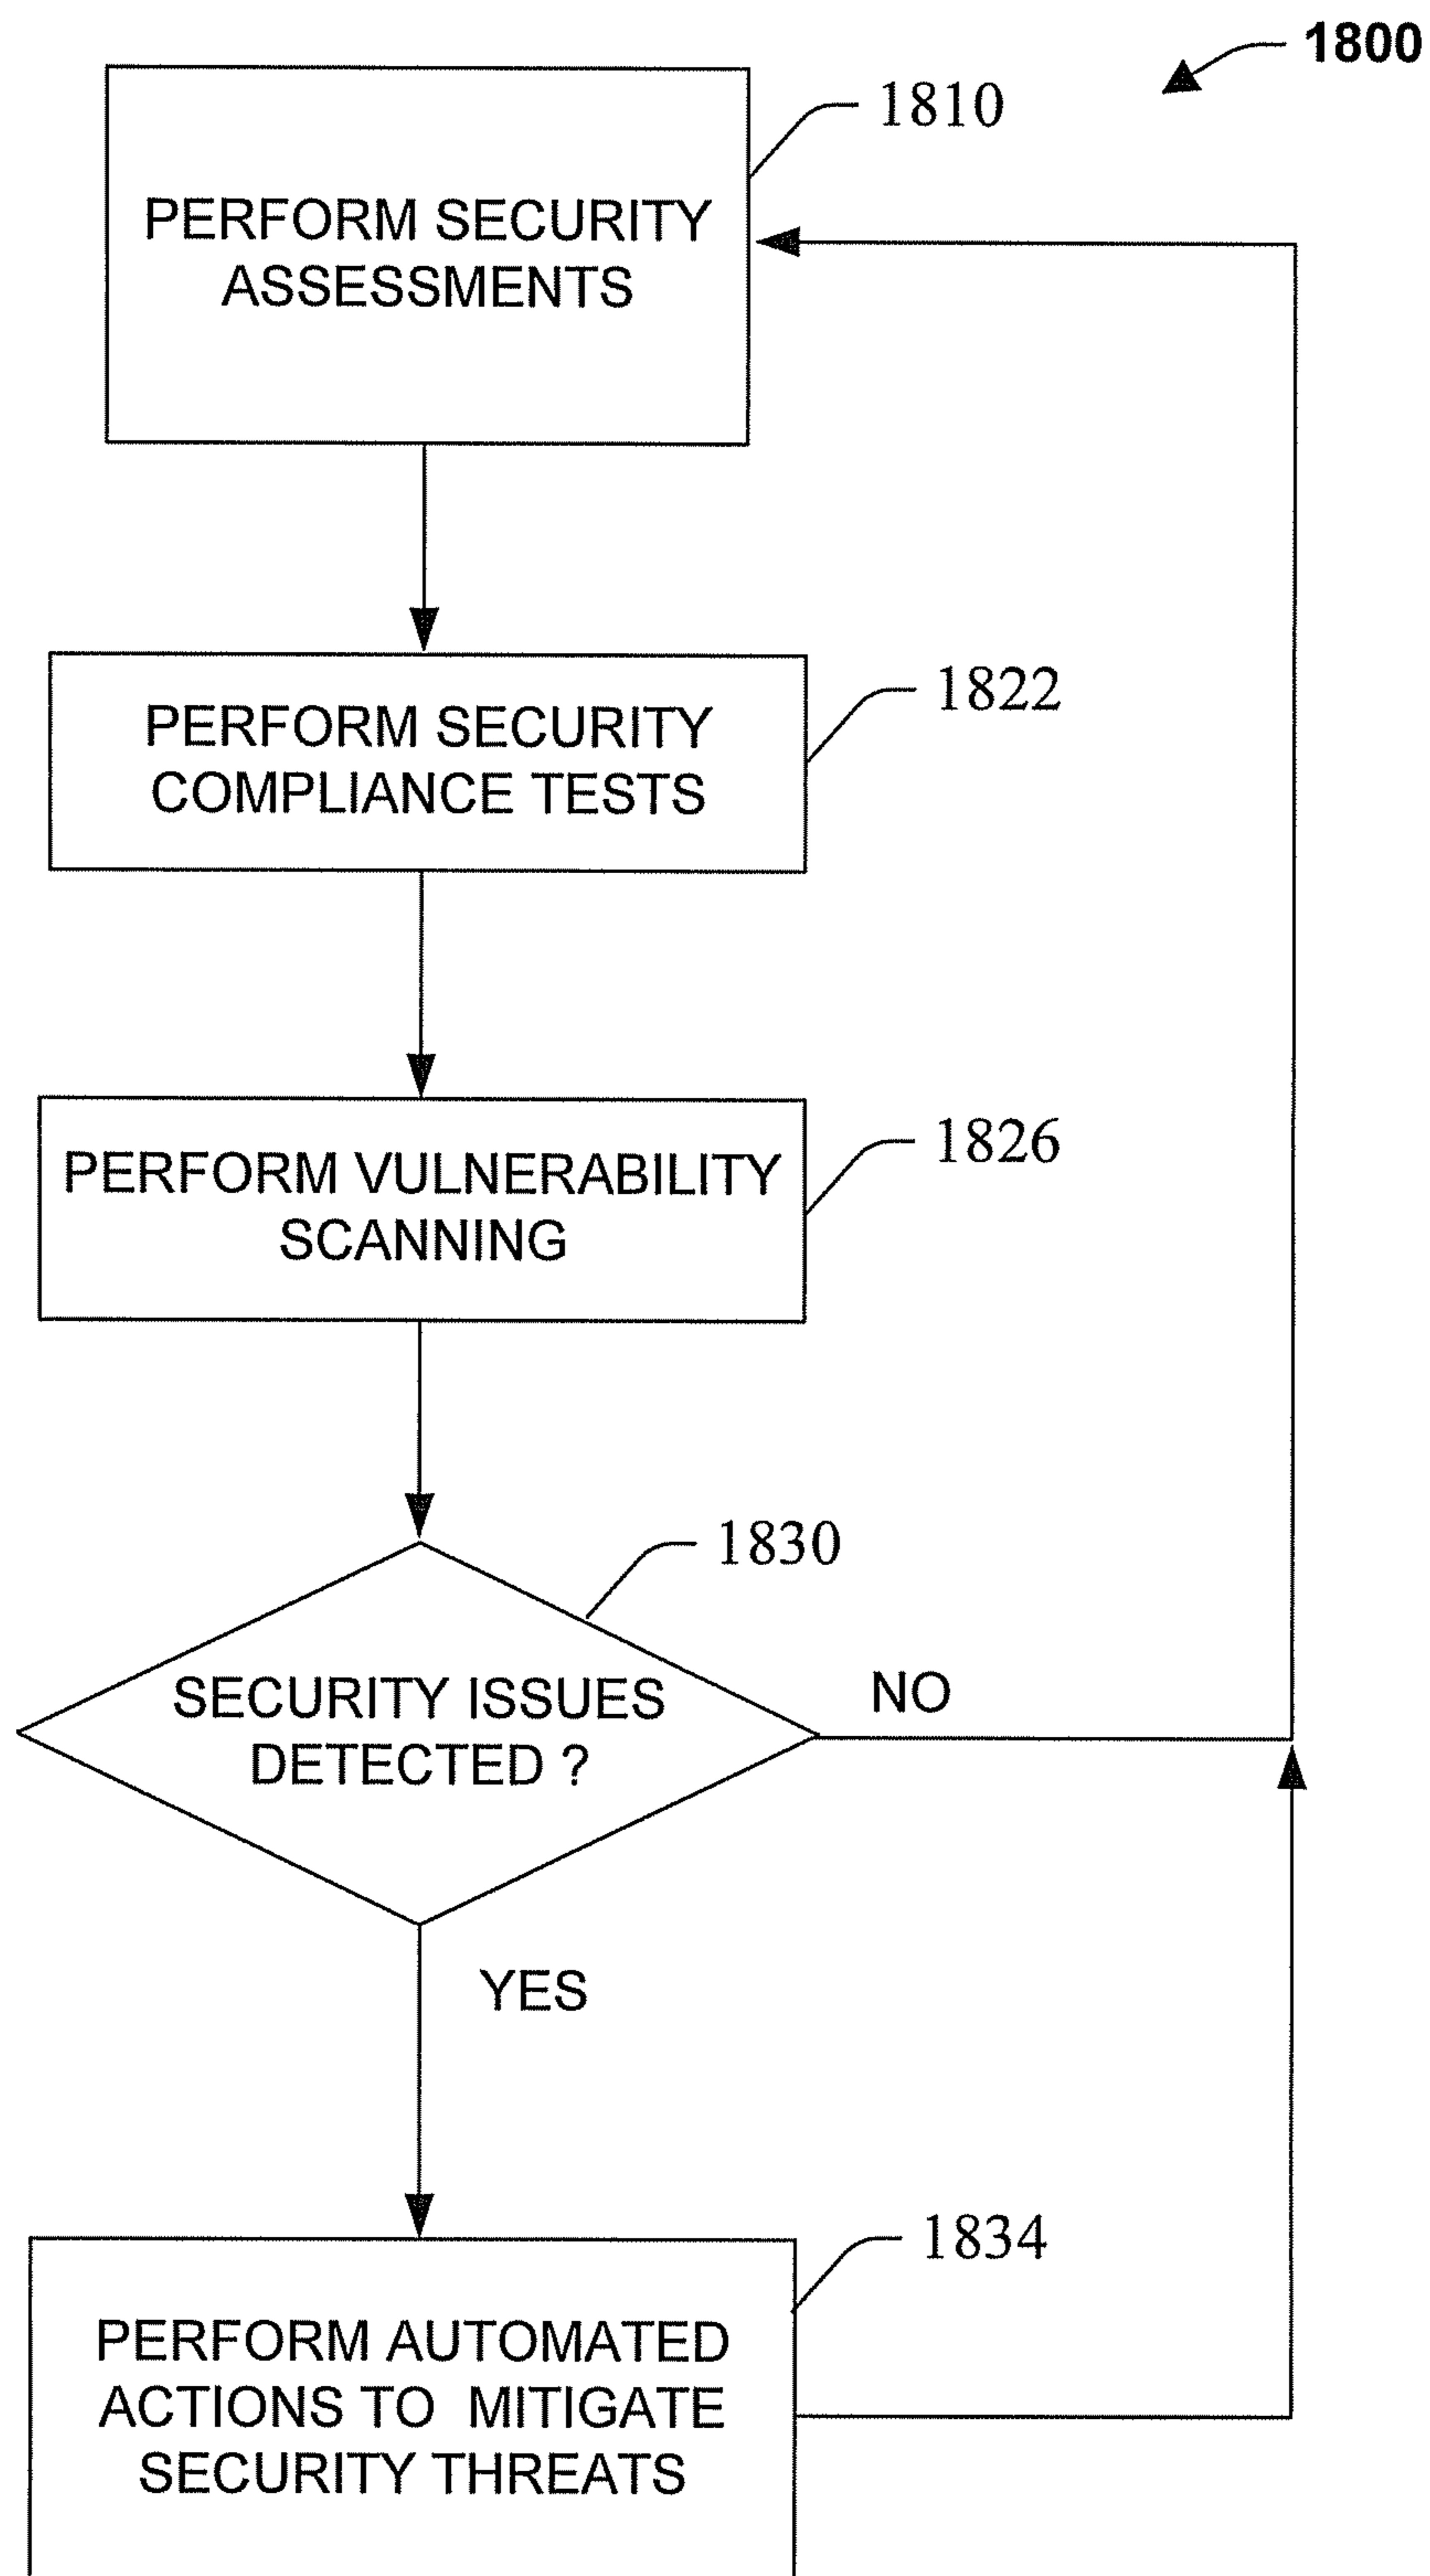 1800
1810
PERFORM SECURITY
ASSESSMENTS
1822
PERFORM SECURITY
COMPLIANCE TESTS
1826
PERFORM VULNERABILITY
SCANNING
1830
SECURITY ISSUES
DETECTED ?
NO
YES
1834
PERFORM AUTOMATED
ACTIONS TO MITIGATE
SECURITY THREATS